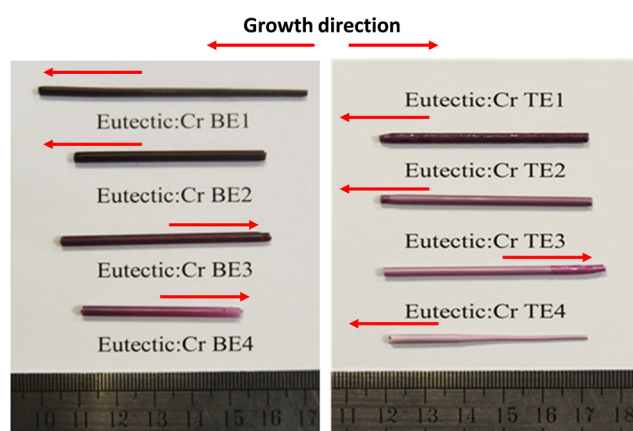 Growth direction
Eutectic:Cr BE1
Eutectic:Cr BE2
Eutectic:Cr BE3
Eutectic:Cr BE4
10 11 12 13 14 15 16 17
Eutectic:Cr TE1
Eutectic:Cr TE2
Eutectic:Cr TE3
Eutectic:Cr TE4
11 12 13 14 15 16 17 18